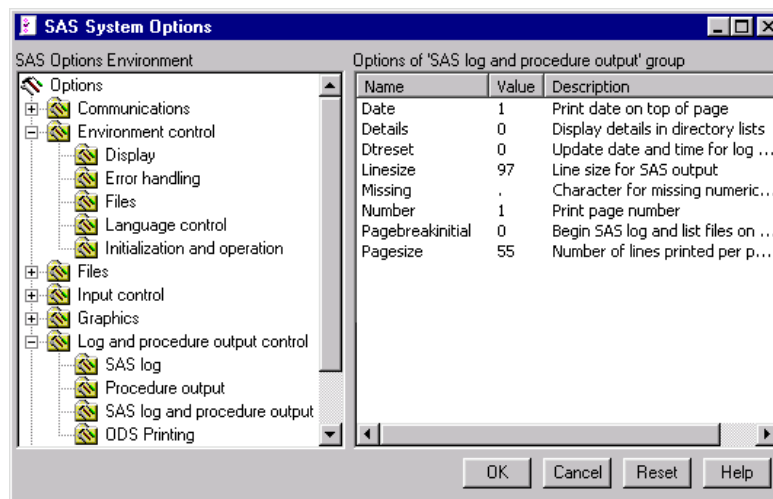 SAS System Options
SAS Options Environment
Options
Communications
Environment control
Display
Error handling
Files
Language control
Initialization and operation
Files
Input control
Graphics
Log and procedure output control
SAS log
Procedure output
SAS log and procedure output
ODS Printing
Options of 'SAS log and procedure output' group
Name Value Description
Date 1 Print date on top of page
Details 0 Display details in directory lists
Dtreset 0 Update date and time for log ...
Linesize 97 Line size for SAS output
Missing . Character for missing numeric...
Number 1 Print page number
Pagebreakinitial 0 Begin SAS log and list files on ...
Pagesize 55 Number of lines printed per p...
OK Cancel Reset Help